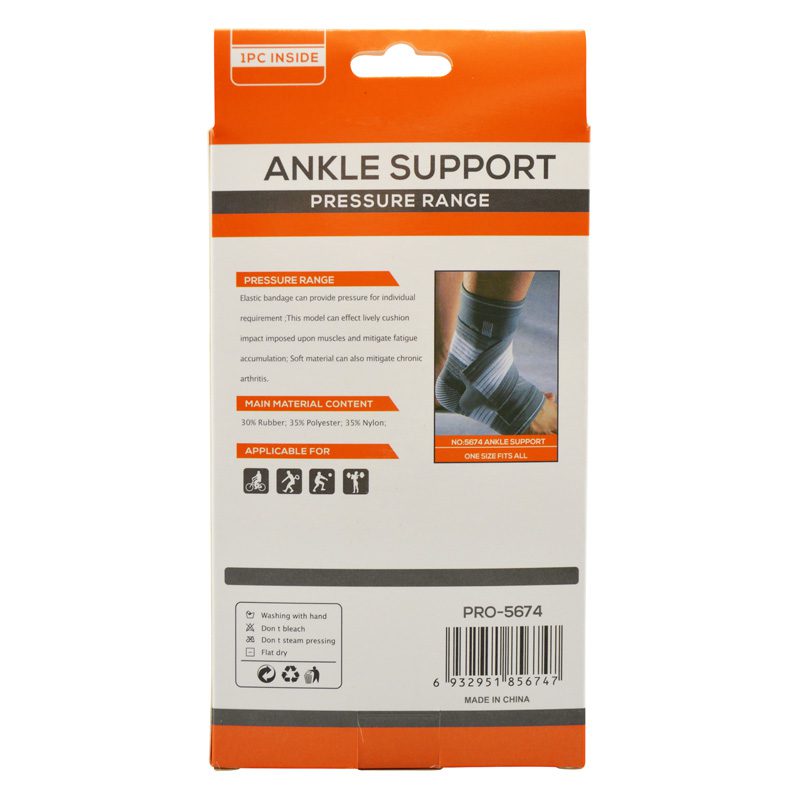 1PC INSIDE
ANKLE SUPPORT
PRESSURE RANGE
PRESSURE RANGE
Elastic bandage can provide pressure for individual
requirement ;This model can effect lively cushion
impact imposed upon muscles and mitigate fatigue
accumulation; Soft material can also mitigate chronic
arthritis.
MAIN MATERIAL CONTENT
30% Rubber; 35% Polyester; 35% Nylon;
APPLICABLE FOR
NO:5674 ANKLE SUPPORT
ONE SIZE FITS ALL
Washing with hand
Don t bleach
Don t steam pressing
Flat dry
PRO-5674
6 932951 856747
MADE IN CHINA